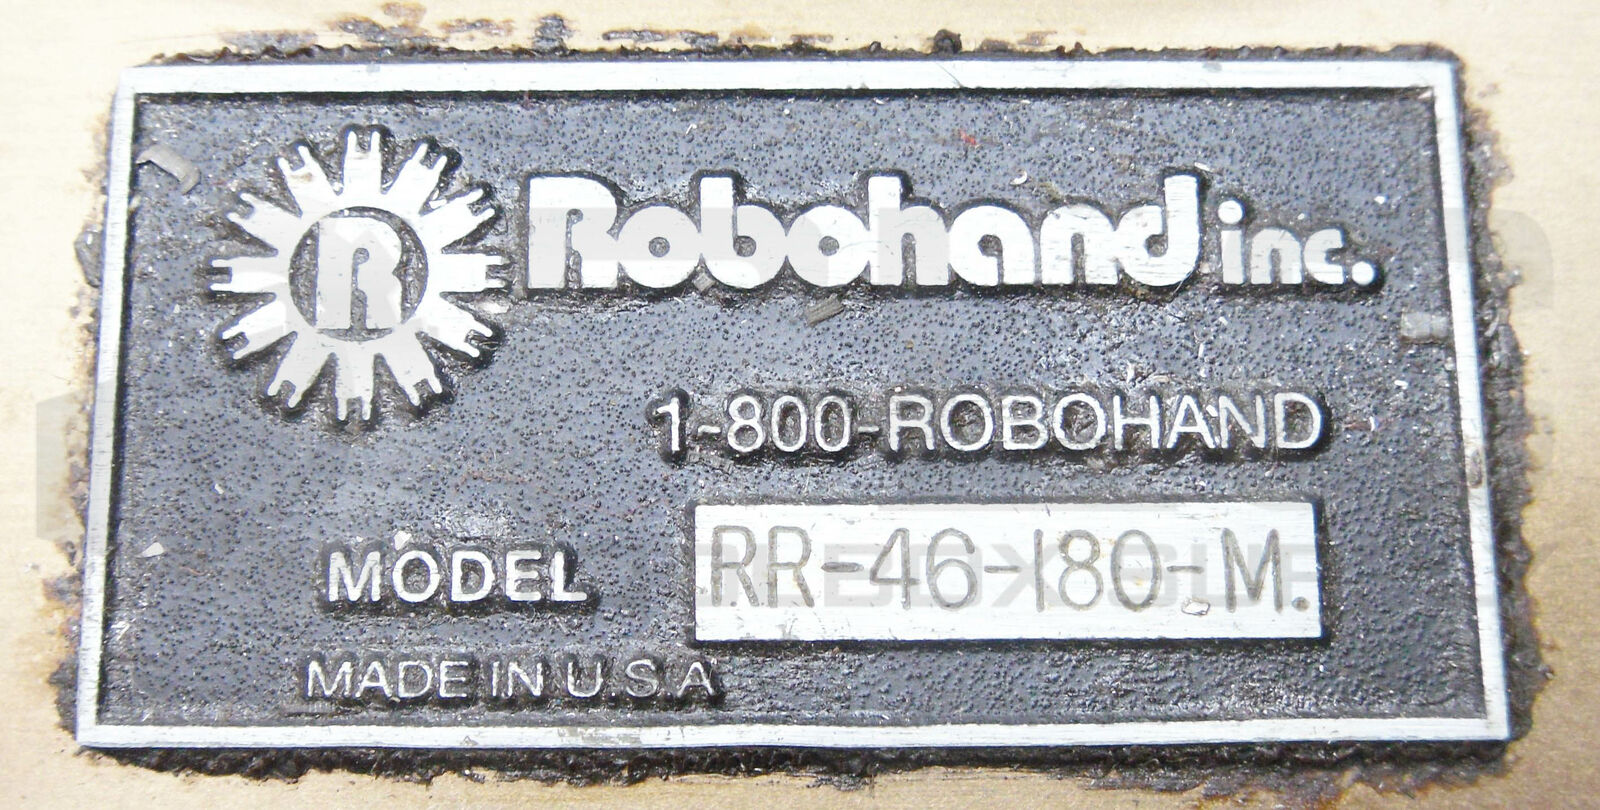 R
Robohand inc.
1-800-ROBOHAND
MODEL RR-46-180-M.
MADE IN U.S.A